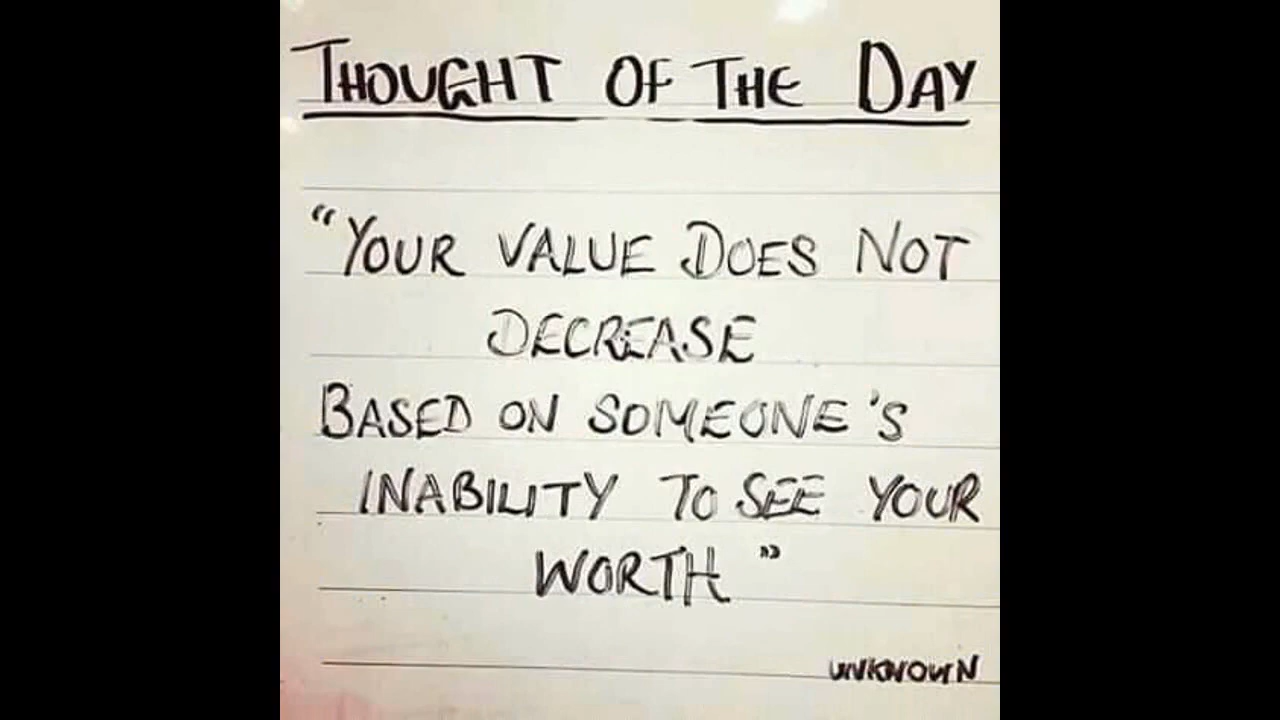 THOUGHT OF THE DAY
“YOUR VALUE DOES NOT
DECREASE
BASED ON SOMEONE'S
INABILITY TO SEE YOUR
WORTH”
UNKNOWN